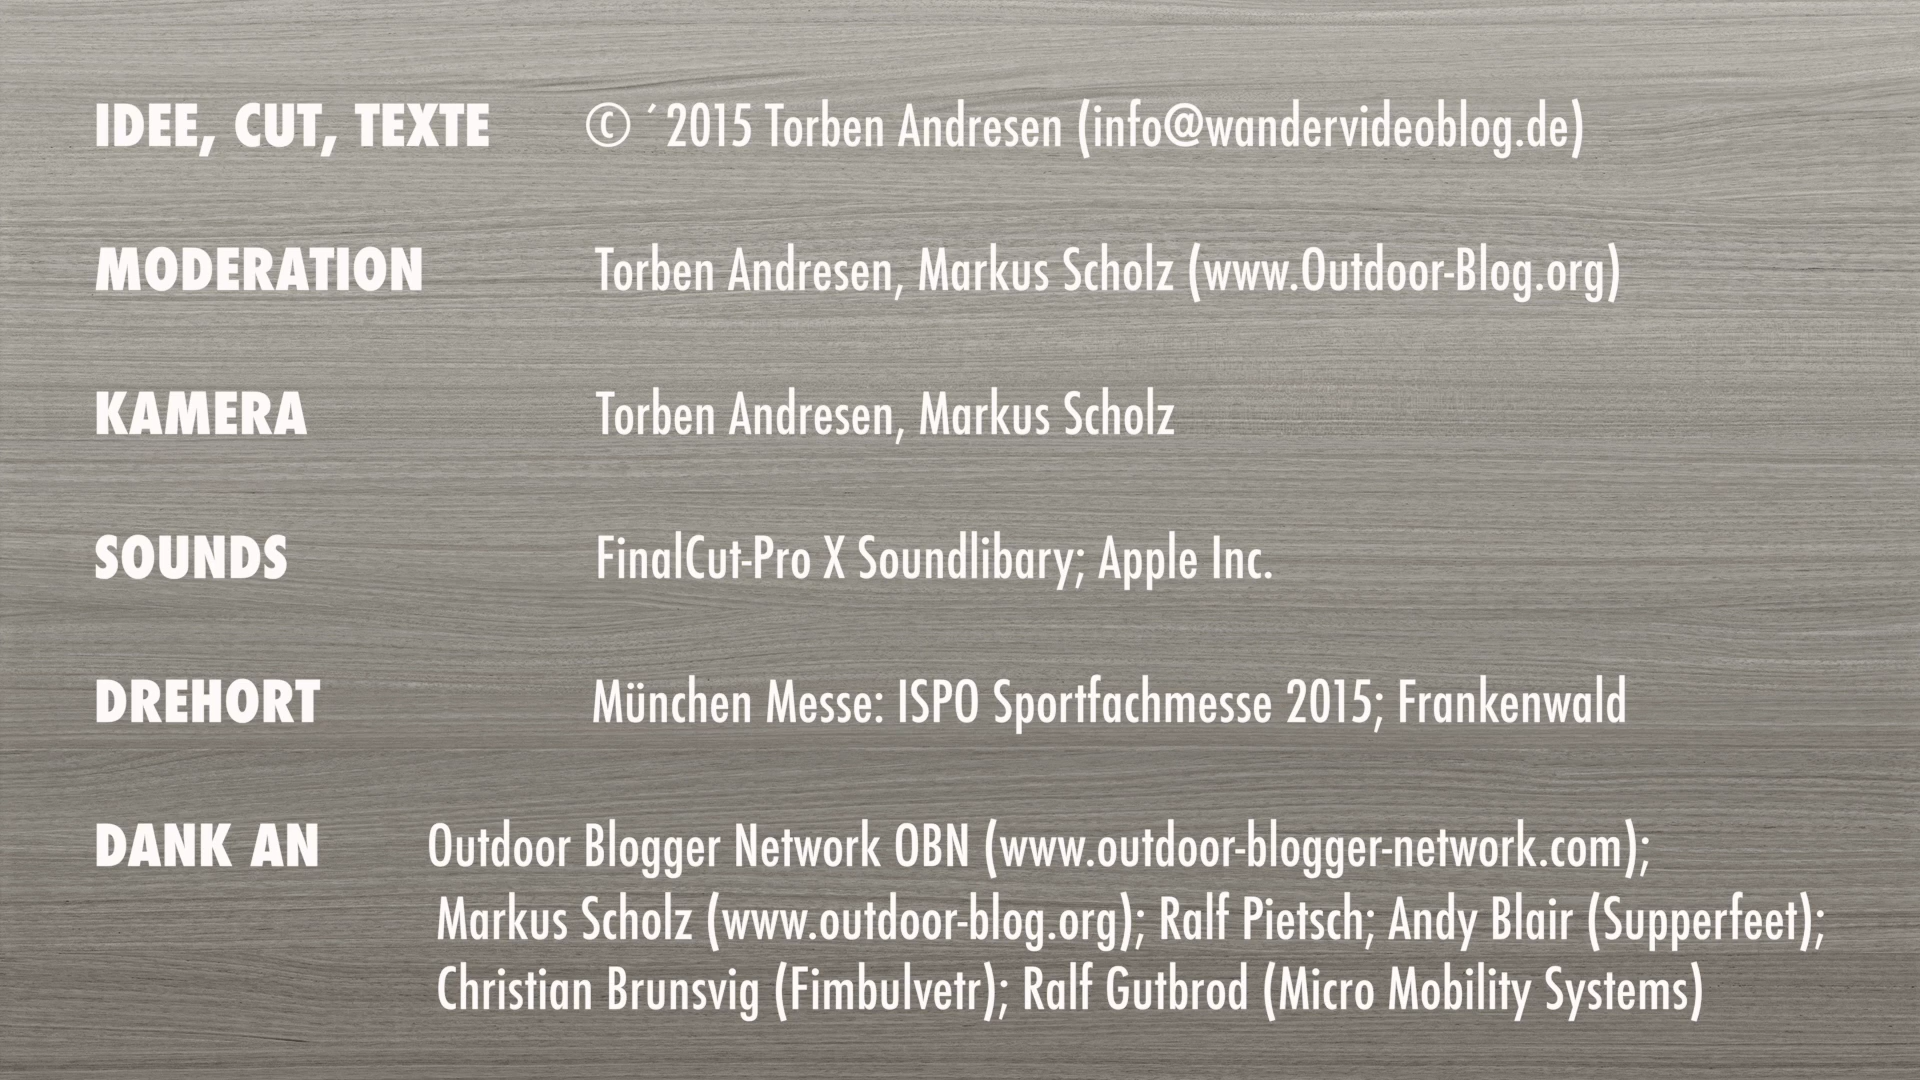 IDEE, CUT, TEXTE © ´2015 Torben Andresen (info@wandervideoblog.de)
MODERATION Torben Andresen, Markus Scholz (www.Outdoor-Blog.org)
KAMERA Torben Andresen, Markus Scholz
SOUNDS FinalCut-Pro X Soundlibary; Apple Inc.
DREHORT München Messe: ISPO Sportfachmesse 2015; Frankenwald
DANK AN Outdoor Blogger Network OBN (www.outdoor-blogger-network.com);
Markus Scholz (www.outdoor-blog.org); Ralf Pietsch; Andy Blair (Supperfeet);
Christian Brunsvig (Fimbulvetr); Ralf Gutbrod (Micro Mobility Systems)